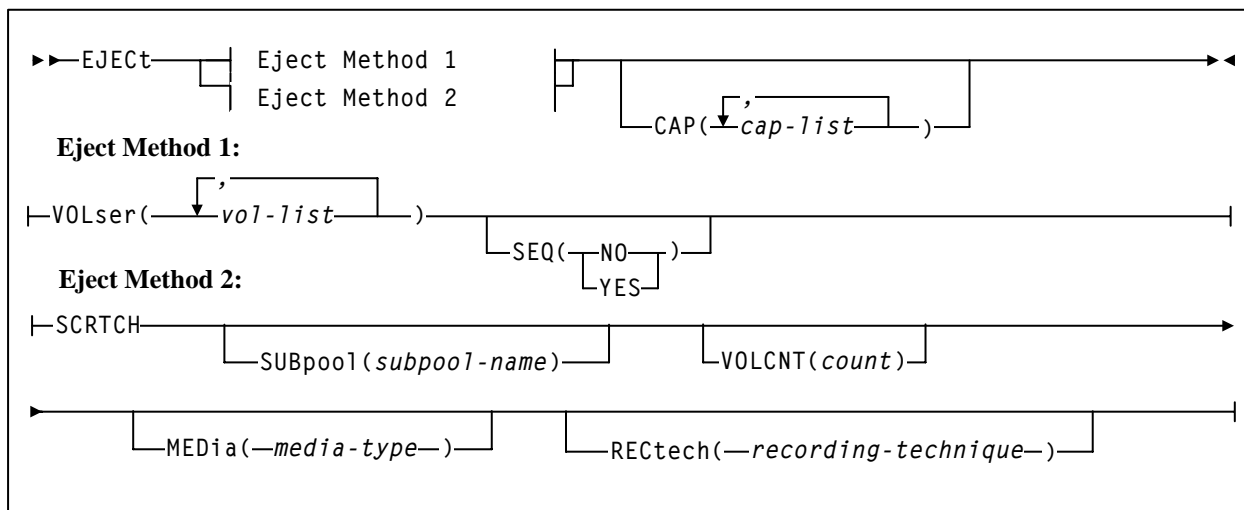 EJECt Eject Method 1
Eject Method 2
,
CAP( cap-list )
Eject Method 1:
,
VOLser( vol-list )
SEQ( NO )
YES
Eject Method 2:
SCRTCH
SUBpool(subpool-name) VOLCNT(count)
MEDia( media-type ) RECtech( recording-technique )